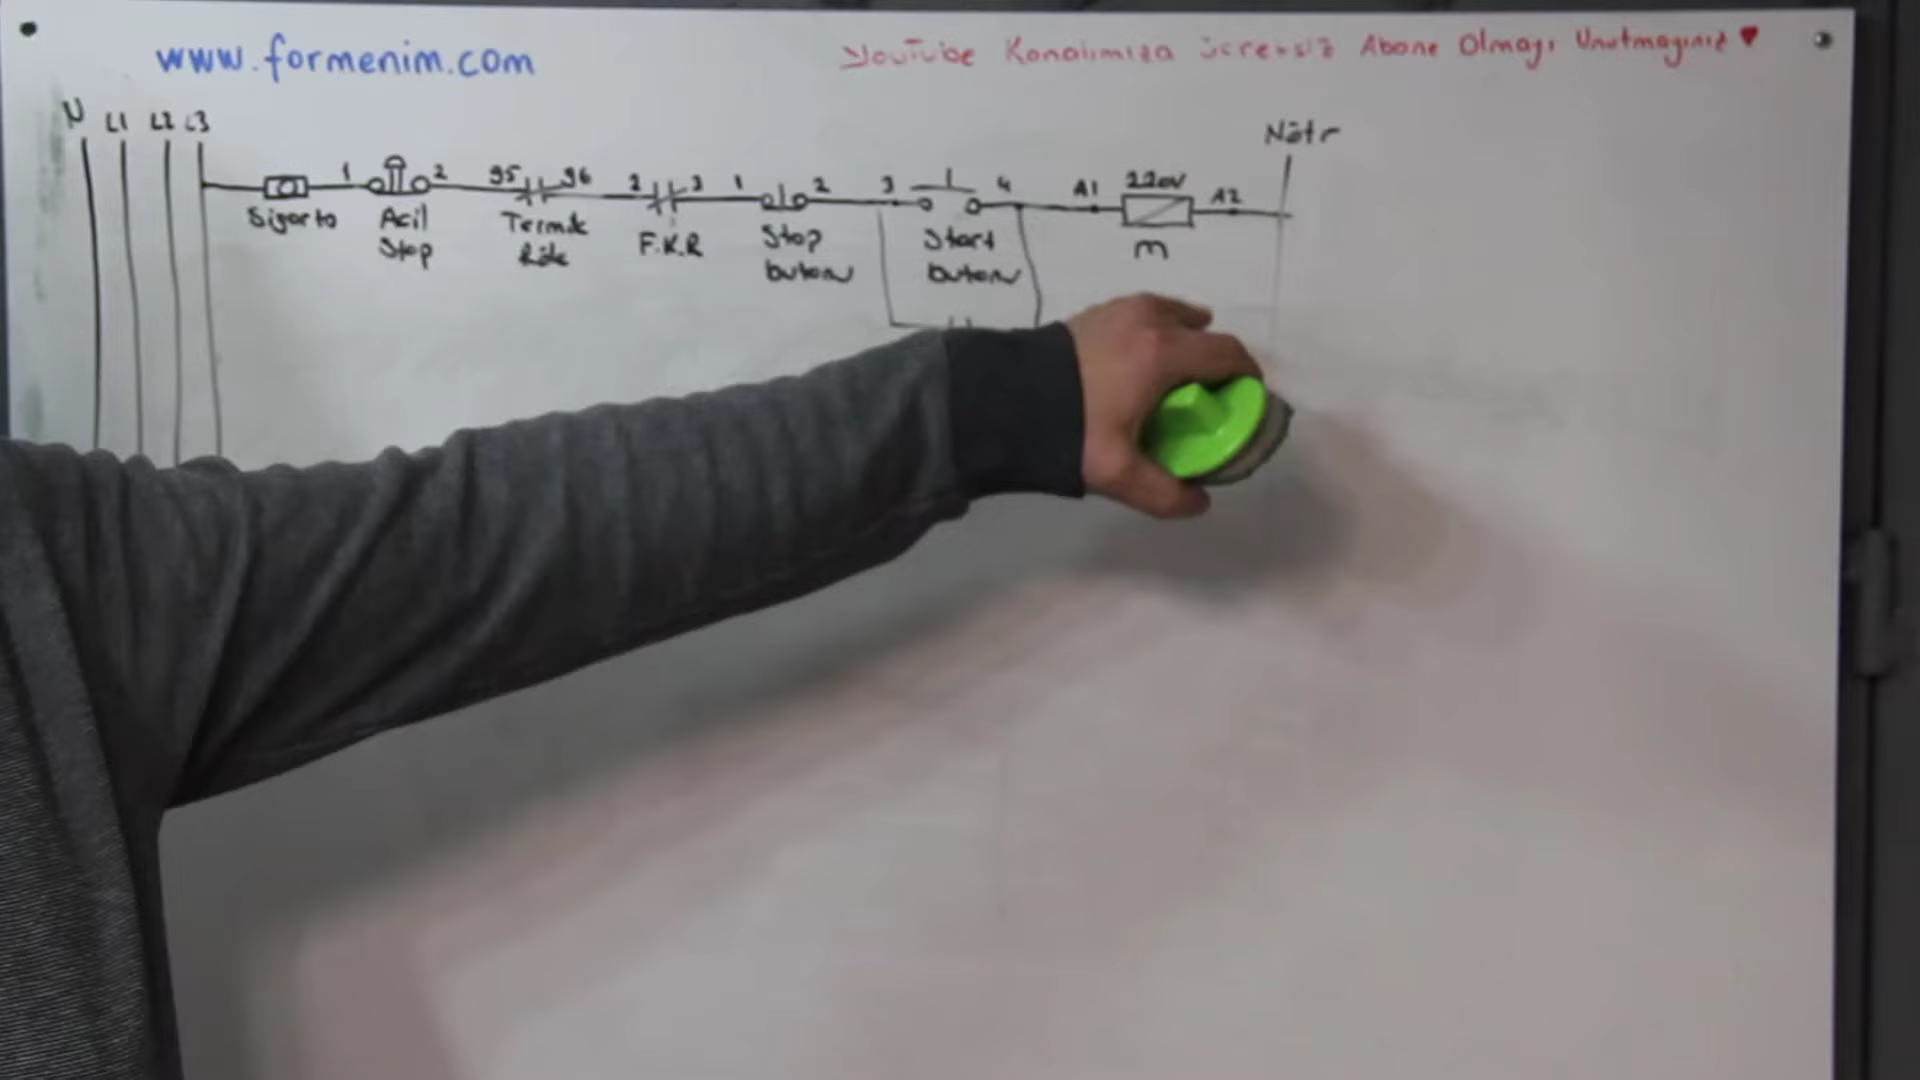 www.formenim.com
YouTube Kanalımıza ücretsiz Abone Olmayı Unutmayınız ♥
N L1 L2 L3
Nötr
1 2 95 96 2 3 1 2 3 4 A1 220V A2
Sigorta Acil Stop Termik Röle F.K.R Stop buton Start buton M